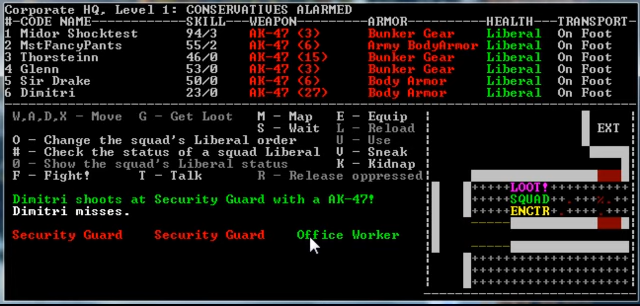 Corporate HQ, Level 1: CONSERVATIVES ALARMED
#-CODE NAME------------SKILL---WEAPON---------ARMOR---------HEALTH---TRANSPORT-
1 Midor Shocktest 94/3 AK-47 (3) Bunker Gear Liberal On Foot
2 MstFancyPants 55/2 AK-47 (6) Army BodyArmor Liberal On Foot
3 Thorsteinn 46/0 AK-47 (15) Bunker Gear Liberal On Foot
4 Glenn 53/0 AK-47 (3) Bunker Gear Liberal On Foot
5 Sir Drake 50/0 AK-47 (6) Body Armor Liberal On Foot
6 Dimitri 23/0 AK-47 (27) Body Armor Liberal On Foot
W,A,D,X - Move G - Get Loot M - Map E - Equip
S - Wait L - Reload
O - Change the squad's Liberal order U - Use
# - Check the status of a squad Liberal V - Sneak
0 - Show the squad's Liberal status K - Kidnap
F - Fight! T - Talk R - Release oppressed
EXT
LOOT!
SQUAD
ENCTR
Dimitri shoots at Security Guard with a AK-47!
Dimitri misses.
Security Guard Security Guard Office Worker